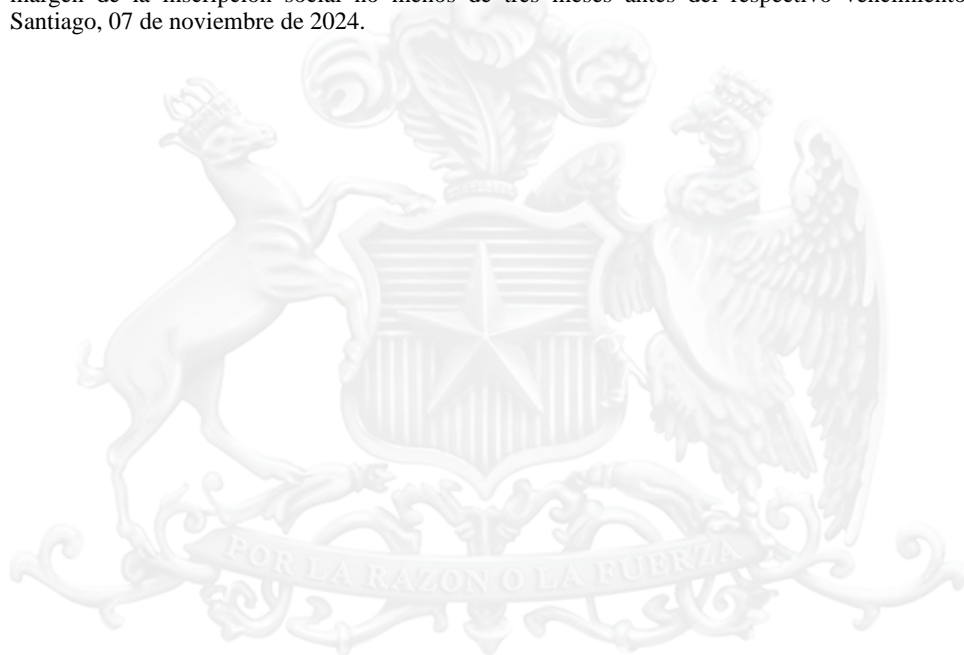 margen de la inscripción social no menos de tres meses antes del respectivo vencimiento
Santiago, 07 de noviembre de 2024.
POR LA RAZON O LA FUERZA